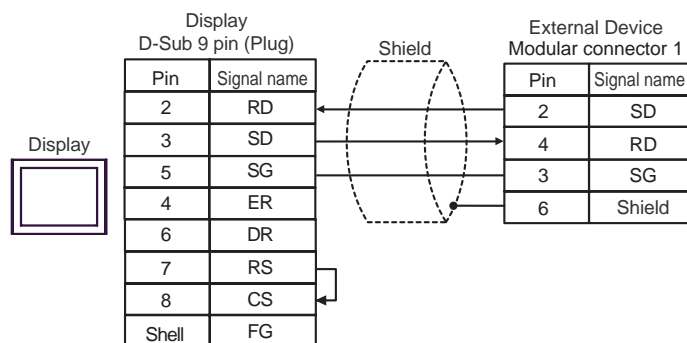 Display
D-Sub 9 pin (Plug)
Shield
External Device
Modular connector 1
Display
Pin Signal name
2 RD
3 SD
5 SG
4 ER
6 DR
7 RS
8 CS
Shell FG
Pin Signal name
2 SD
4 RD
3 SG
6 Shield